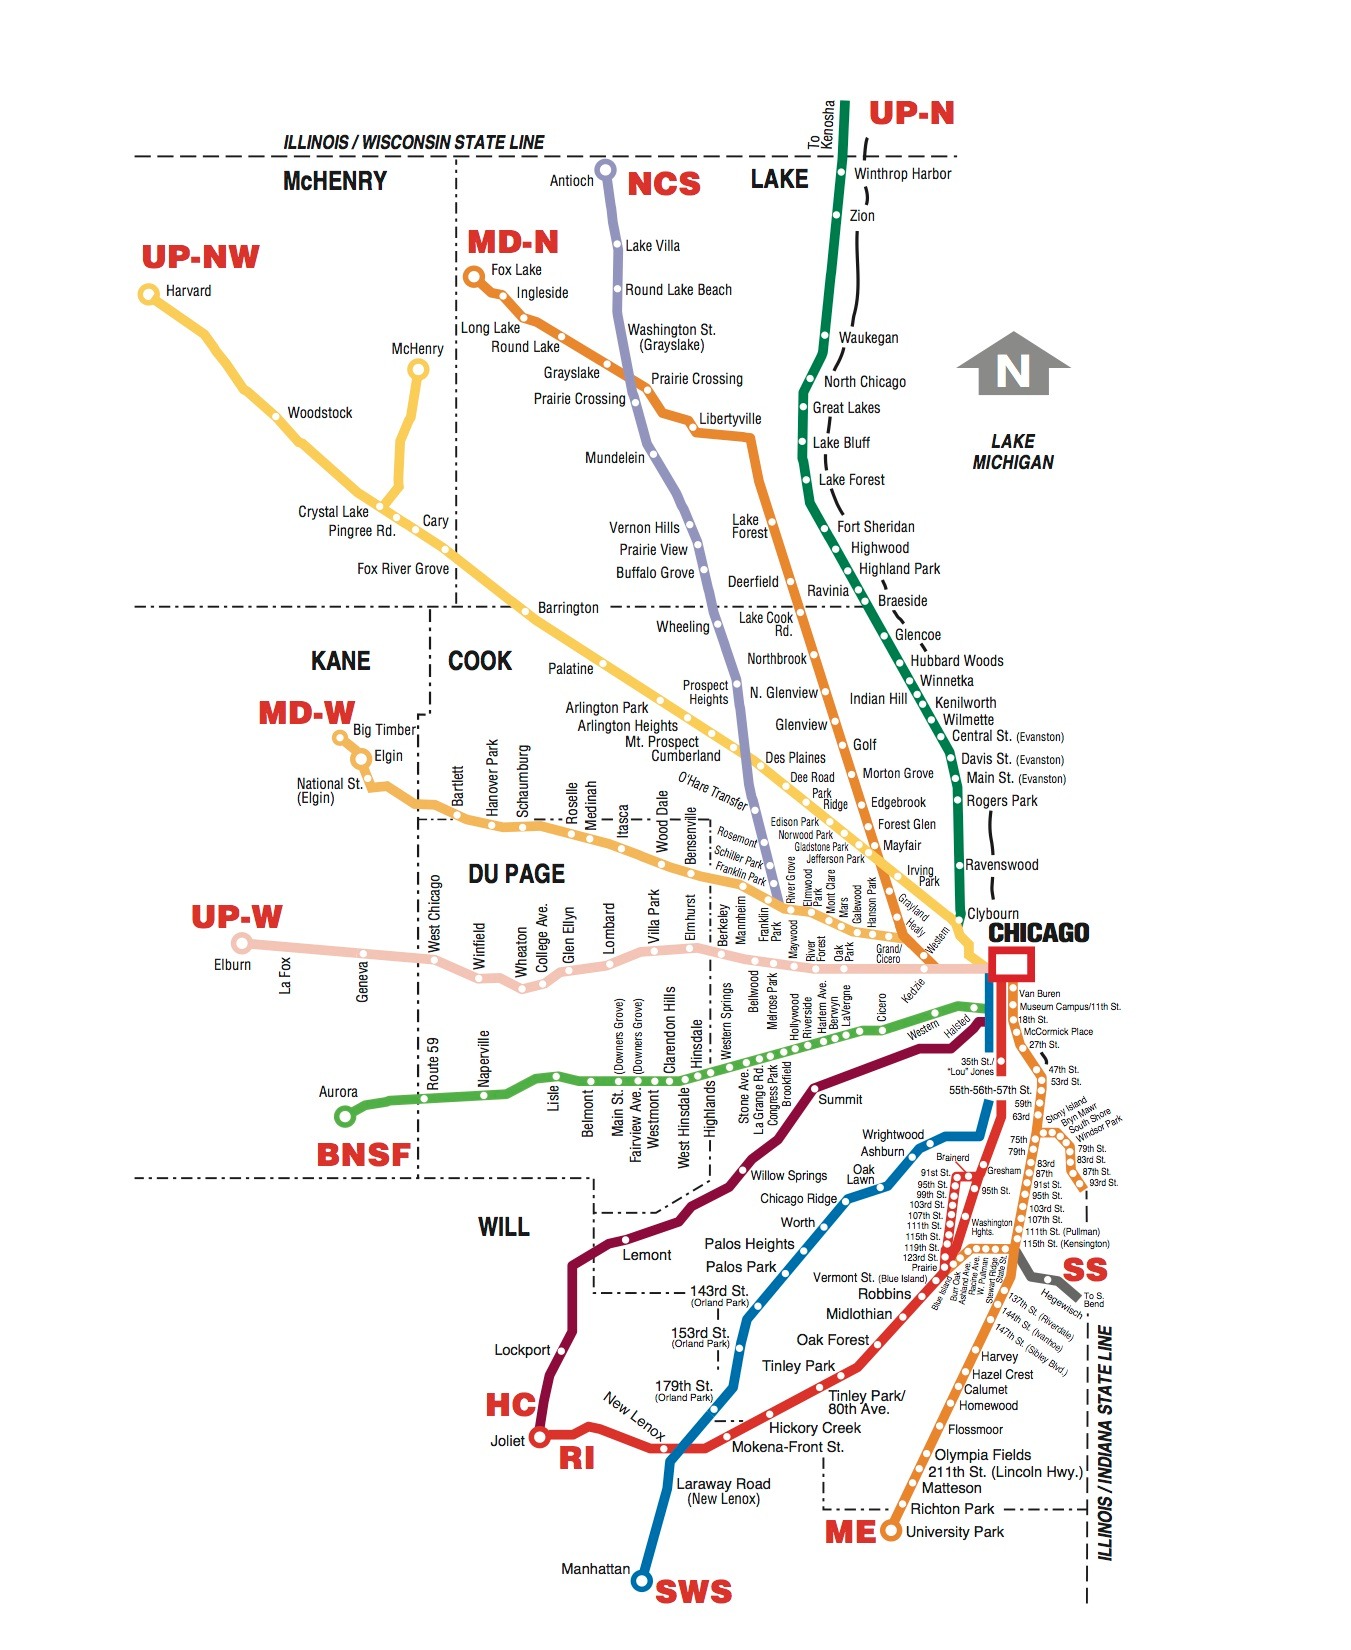 To
Kenosha
UP-N
ILLINOIS / WISCONSIN STATE LINE
McHENRY
Antioch
NCS
LAKE
Winthrop Harbor
Zion
MD-N
UP-NW
Fox Lake
Lake Villa
Harvard
Ingleside
Round Lake Beach
Long Lake
Washington St.
(Grayslake)
Waukegan
Round Lake
McHenry
Grayslake
Prairie Crossing
North Chicago
N
Prairie Crossing
Great Lakes
Woodstock
Libertyville
Lake Bluff
LAKE
MICHIGAN
Mundelein
Lake Forest
Crystal Lake
Pingree Rd.
Cary
Vernon Hills
Lake
Forest
Fort Sheridan
Prairie View
Highwood
Fox River Grove
Buffalo Grove
Deerfield
Highland Park
Ravinia
Braeside
Barrington
Wheeling
Lake Cook
Rd.
Glencoe
KANE
COOK
Palatine
Northbrook
Hubbard Woods
Winnetka
Prospect
Heights
N. Glenview
Indian Hill
Kenilworth
MD-W
Arlington Park
Wilmette
Big Timber
Arlington Heights
Glenview
Central St. (Evanston)
Elgin
Mt. Prospect
Golf
Cumberland
Des Plaines
Davis St. (Evanston)
National St.
(Elgin)
Bartlett
Hanover Park
Schaumburg
Roselle
Medinah
Itasca
Wood Dale
Bensenville
O'Hare Transfer
Dee Road
Morton Grove
Main St. (Evanston)
Park
Ridge
Edgebrook
Rogers Park
Edison Park
Forest Glen
Norwood Park
Rosemont
Gladstone Park
Mayfair
Schiller Park
Jefferson Park
Franklin Park
Irving
Park
Ravenswood
DU PAGE
River Grove
Elmwood
Park
Mont Clare
Mars
Galewood
Hanson Park
Grayland
Healy
Western
Clybourn
UP-W
West Chicago
Winfield
Wheaton
College Ave.
Glen Ellyn
Lombard
Villa Park
Elmhurst
Berkeley
Mannheim
Franklin
Park
Maywood
River
Forest
Oak
Park
Grand/
Cicero
CHICAGO
Elburn
La Fox
Geneva
Bellwood
Melrose Park
Kedzie
Van Buren
Museum Campus/11th St.
18th St.
McCormick Place
27th St.
Aurora
Route 59
Naperville
Lisle
Belmont
Main St.
(Downers Grove)
Fairview Ave.
(Downers Grove)
Westmont
Clarendon Hills
West Hinsdale
Hinsdale
Highlands
Western Springs
Stone Ave.
La Grange Rd.
Congress Park
Brookfield
Hollywood
Riverside
Harlem Ave.
Berwyn
LaVergne
Cicero
Western
Halsted
BNSF
35th St./
"Lou" Jones
47th St.
53rd St.
55th-56th-57th St.
59th
63rd
Summit
Stony Island
Bryn Mawr
South Shore
Windsor Park
Wrightwood
75th
79th
79th St.
83rd St.
87th St.
93rd St.
Ashburn
Brainerd
Gresham
83rd
87th
Oak
Lawn
91st St.
95th St.
99th St.
103rd St.
107th St.
111th St.
115th St.
119th St.
123rd St.
Prairie
95th St.
Washington
Hghts.
91st St.
95th St.
103rd St.
107th St.
111th St. (Pullman)
115th St. (Kensington)
Willow Springs
Chicago Ridge
WILL
Worth
Lemont
Palos Heights
Palos Park
Vermont St. (Blue Island)
Blue Island
Burr Oak
Ashland Ave.
Racine Ave.
W. Pullman
Stewart Ridge
State St.
SS
Hegewisch
To S.
Bend
143rd St.
(Orland Park)
Robbins
Midlothian
137th St. (Riverdale)
144th St. (Ivanhoe)
147th St. (Sibley Blvd.)
153rd St.
(Orland Park)
Oak Forest
Lockport
Tinley Park
Harvey
Hazel Crest
179th St.
(Orland Park)
Tinley Park/
80th Ave.
Calumet
Homewood
HC
New Lenox
Hickory Creek
Flossmoor
Joliet
RI
Mokena-Front St.
Olympia Fields
211th St. (Lincoln Hwy.)
Laraway Road
(New Lenox)
Matteson
Richton Park
ME
University Park
ILLINOIS / INDIANA STATE LINE
Manhattan
SWS